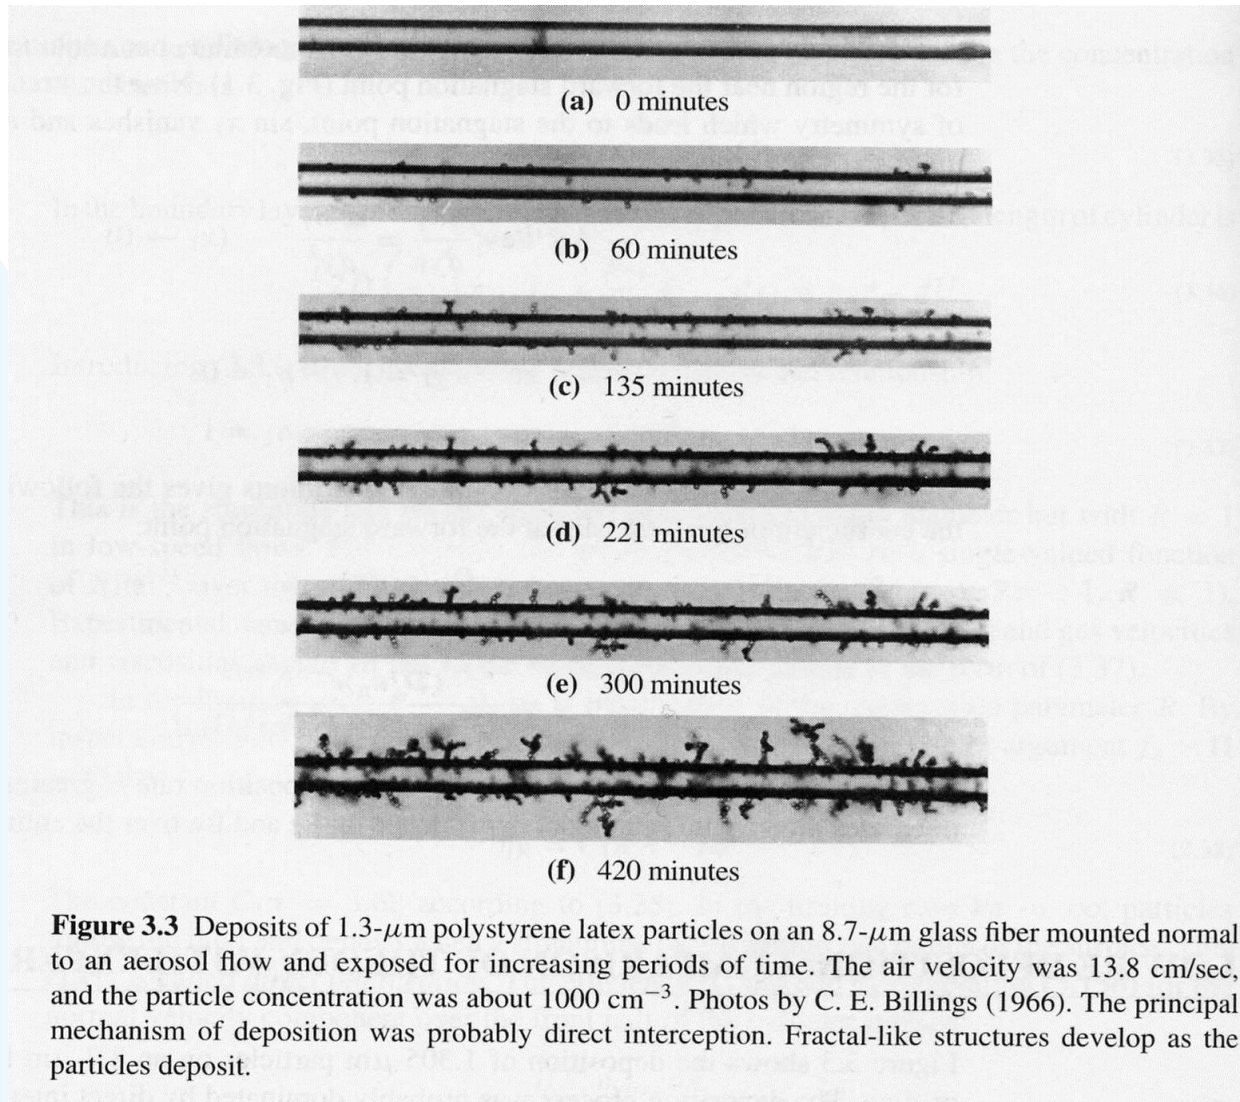 (a) 0 minutes
(b) 60 minutes
(c) 135 minutes
(d) 221 minutes
(e) 300 minutes
(f) 420 minutes
Figure 3.3 Deposits of 1.3-μm polystyrene latex particles on an 8.7-μm glass fiber mounted normal
to an aerosol flow and exposed for increasing periods of time. The air velocity was 13.8 cm/sec,
and the particle concentration was about 1000 cm⁻³. Photos by C. E. Billings (1966). The principal
mechanism of deposition was probably direct interception. Fractal-like structures develop as the
particles deposit.